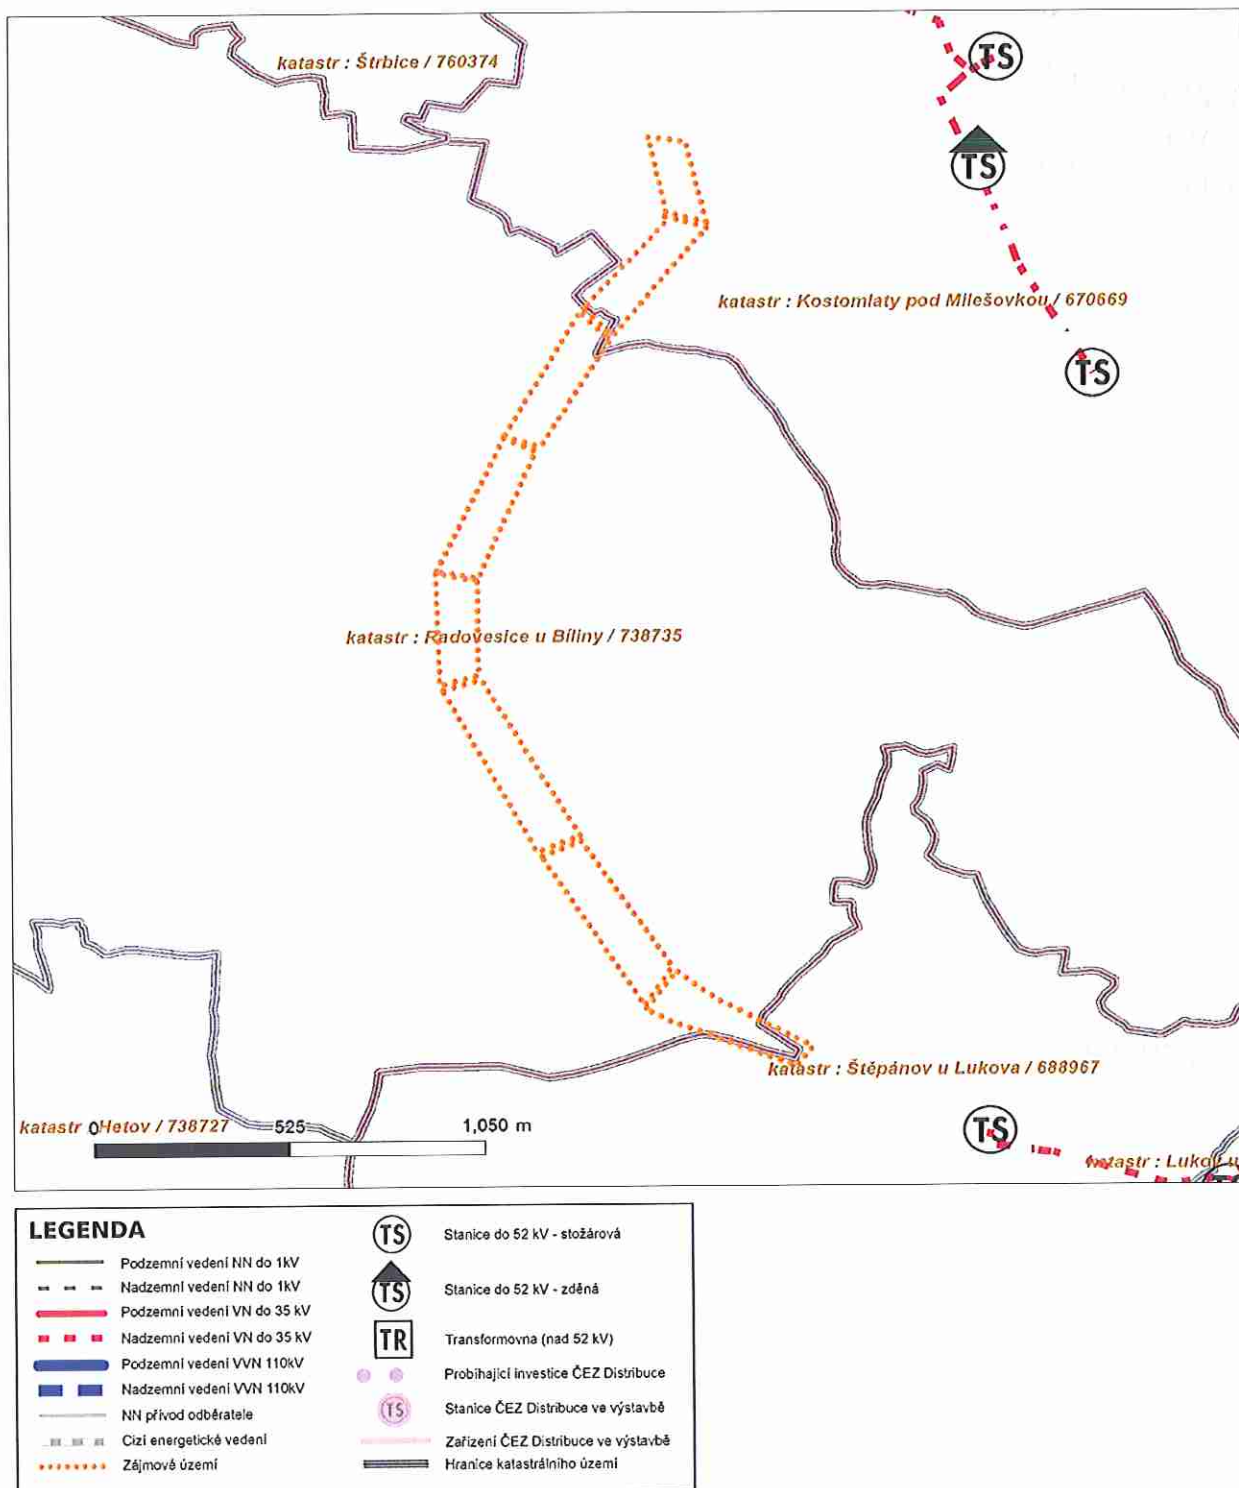 katastr : Štrbice / 760374
TS
TS
katastr : Kostomlaty pod Milešovkou / 670669
TS
katastr : Radovesice u Bíliny / 738735
katastr : Štěpánov u Lukova / 688967
katastr : Hetov / 738727
0 525 1,050 m
TS
katastr : Lukov u
LEGENDA
Podzemní vedení NN do 1kV
Nadzemní vedení NN do 1kV
Podzemní vedení VN do 35 kV
Nadzemní vedení VN do 35 kV
Podzemní vedení VVN 110kV
Nadzemní vedení VVN 110kV
NN přívod odběratele
Cizí energetické vedení
Zájmové území
TS Stanice do 52 kV - stožárová
TS Stanice do 52 kV - zděná
TR Transformovna (nad 52 kV)
Probíhající investice ČEZ Distribuce
TS Stanice ČEZ Distribuce ve výstavbě
Zařízení ČEZ Distribuce ve výstavbě
Hranice katastrálního území